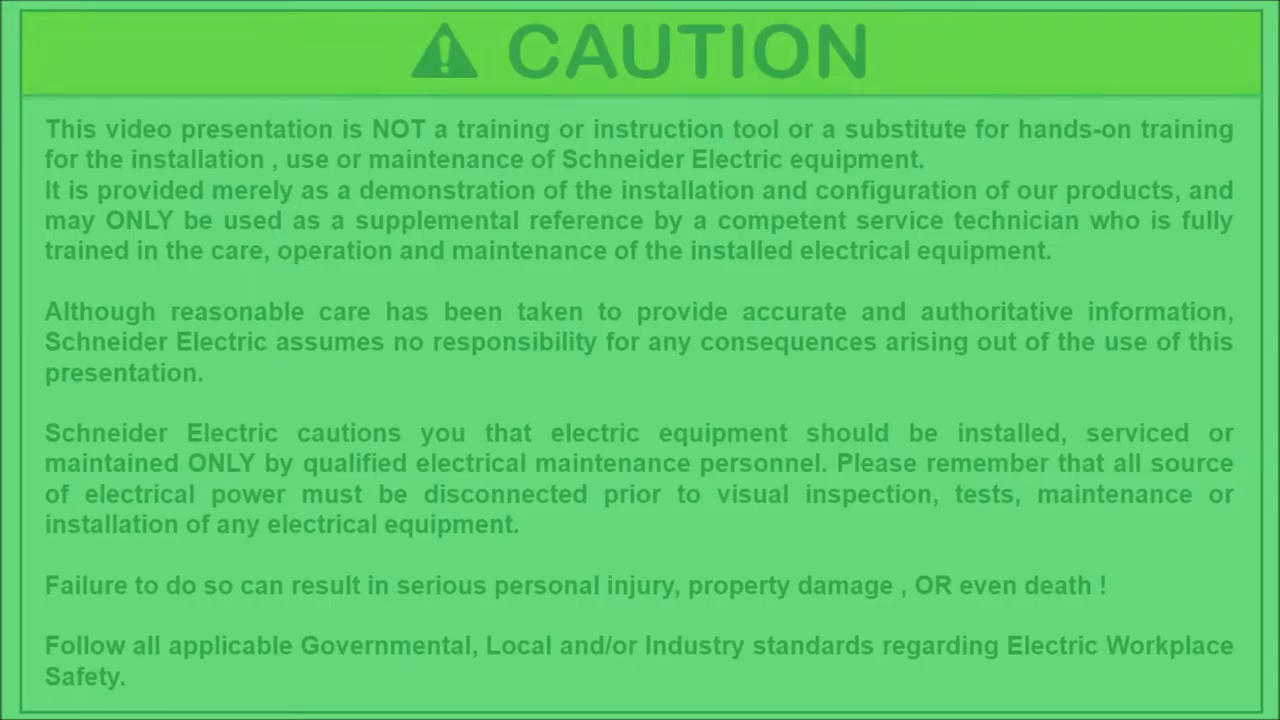 CAUTION
This video presentation is NOT a training or instruction tool or a substitute for hands-on training
for the installation , use or maintenance of Schneider Electric equipment.
It is provided merely as a demonstration of the installation and configuration of our products, and
may ONLY be used as a supplemental reference by a competent service technician who is fully
trained in the care, operation and maintenance of the installed electrical equipment.
Although reasonable care has been taken to provide accurate and authoritative information,
Schneider Electric assumes no responsibility for any consequences arising out of the use of this
presentation.
Schneider Electric cautions you that electric equipment should be installed, serviced or
maintained ONLY by qualified electrical maintenance personnel. Please remember that all source
of electrical power must be disconnected prior to visual inspection, tests, maintenance or
installation of any electrical equipment.
Failure to do so can result in serious personal injury, property damage , OR even death !
Follow all applicable Governmental, Local and/or Industry standards regarding Electric Workplace
Safety.